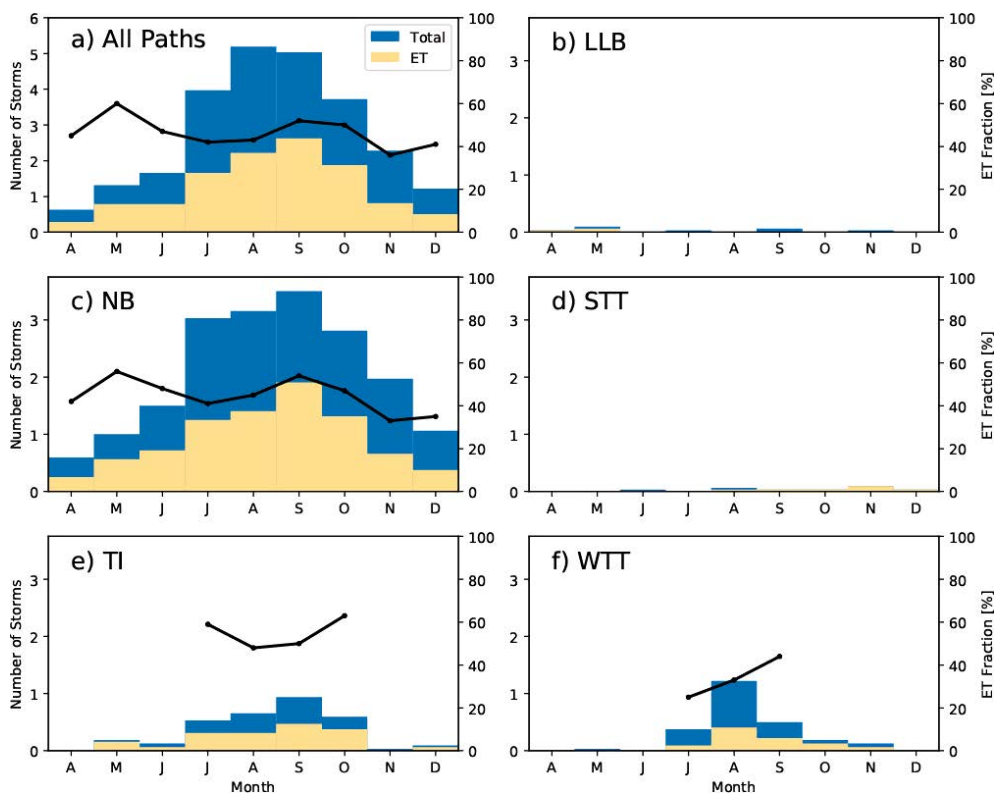 a) All Paths
Total
ET
6
5
4
3
2
1
0
100
80
60
40
20
0
Number of Storms
A M J J A S O N D
b) LLB
3
2
1
0
100
80
60
40
20
0
ET Fraction [%]
A M J J A S O N D
c) NB
3
2
1
0
100
80
60
40
20
0
Number of Storms
A M J J A S O N D
d) STT
3
2
1
0
100
80
60
40
20
0
ET Fraction [%]
A M J J A S O N D
e) TI
3
2
1
0
100
80
60
40
20
0
Number of Storms
A M J J A S O N D
Month
f) WTT
3
2
1
0
100
80
60
40
20
0
ET Fraction [%]
A M J J A S O N D
Month